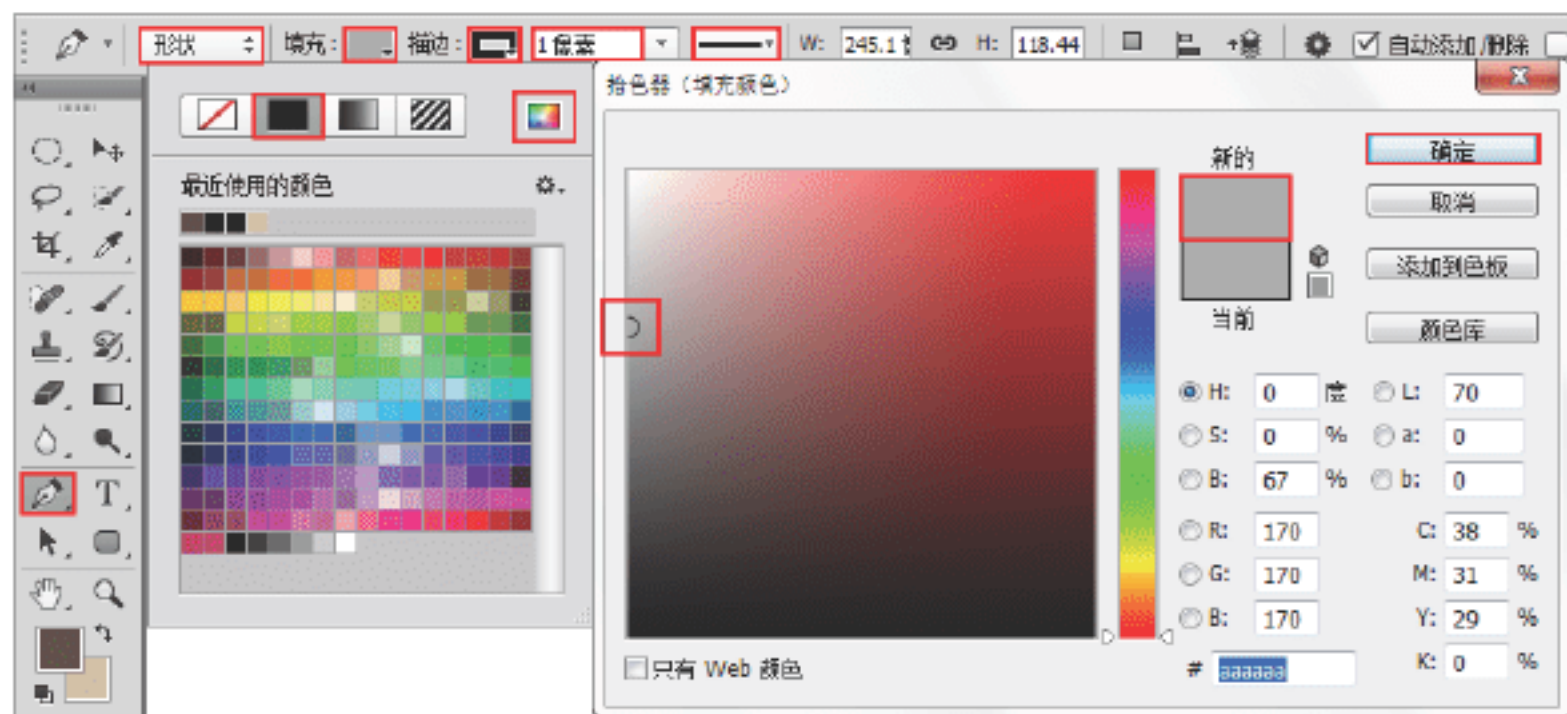 形状 填充: 描边: 1像素 W: 245.1 H: 118.44 自动添加/删除
拾色器（填充颜色）
最近使用的颜色
新的
当前
确定
取消
添加到色板
颜色库
H: 0 度 L: 70
S: 0 % a: 0
B: 67 % b: 0
R: 170 C: 38 %
G: 170 M: 31 %
B: 170 Y: 29 %
# aaaaaa K: 0 %
只有 Web 颜色
T